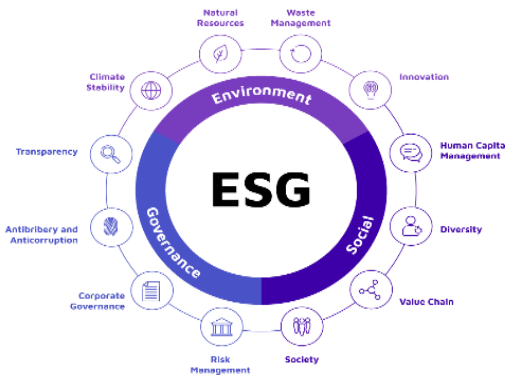 Natural
Resources
Waste
Management
Climate
Stability
Innovation
Environment
Transparency
Human Capita
Management
ESG
Antibribery and
Anticorruption
Governance
Social
Diversity
Corporate
Governance
Value Chain
Risk
Management
Society